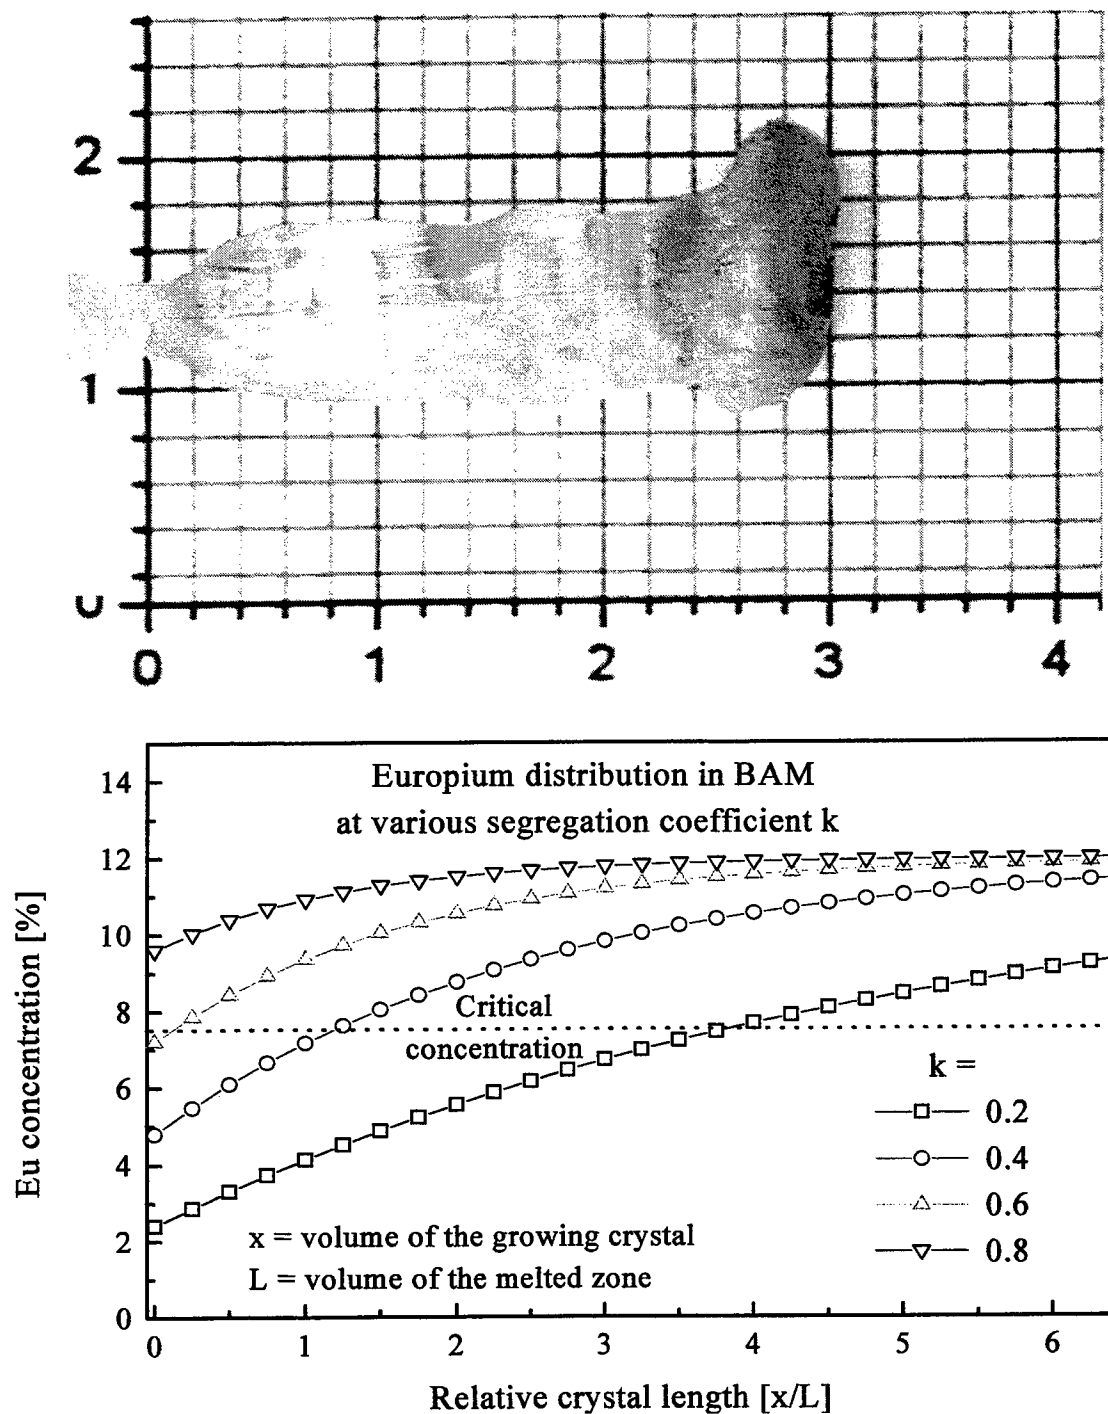 2
1
0
0 1 2 3 4
14
12
10
8
6
4
2
0
Eu concentration [%]
Europium distribution in BAM
at various segregation coefficient k
Critical
concentration
k =
0.2
0.4
0.6
0.8
x = volume of the growing crystal
L = volume of the melted zone
0 1 2 3 4 5 6
Relative crystal length [x/L]